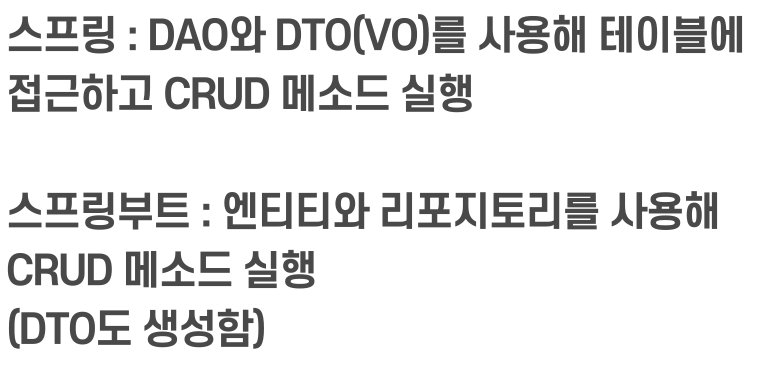 스프링 : DAO와 DTO(VO)를 사용해 테이블에
접근하고 CRUD 메소드 실행
스프링부트 : 엔티티와 리포지토리를 사용해
CRUD 메소드 실행
(DTO도 생성함)